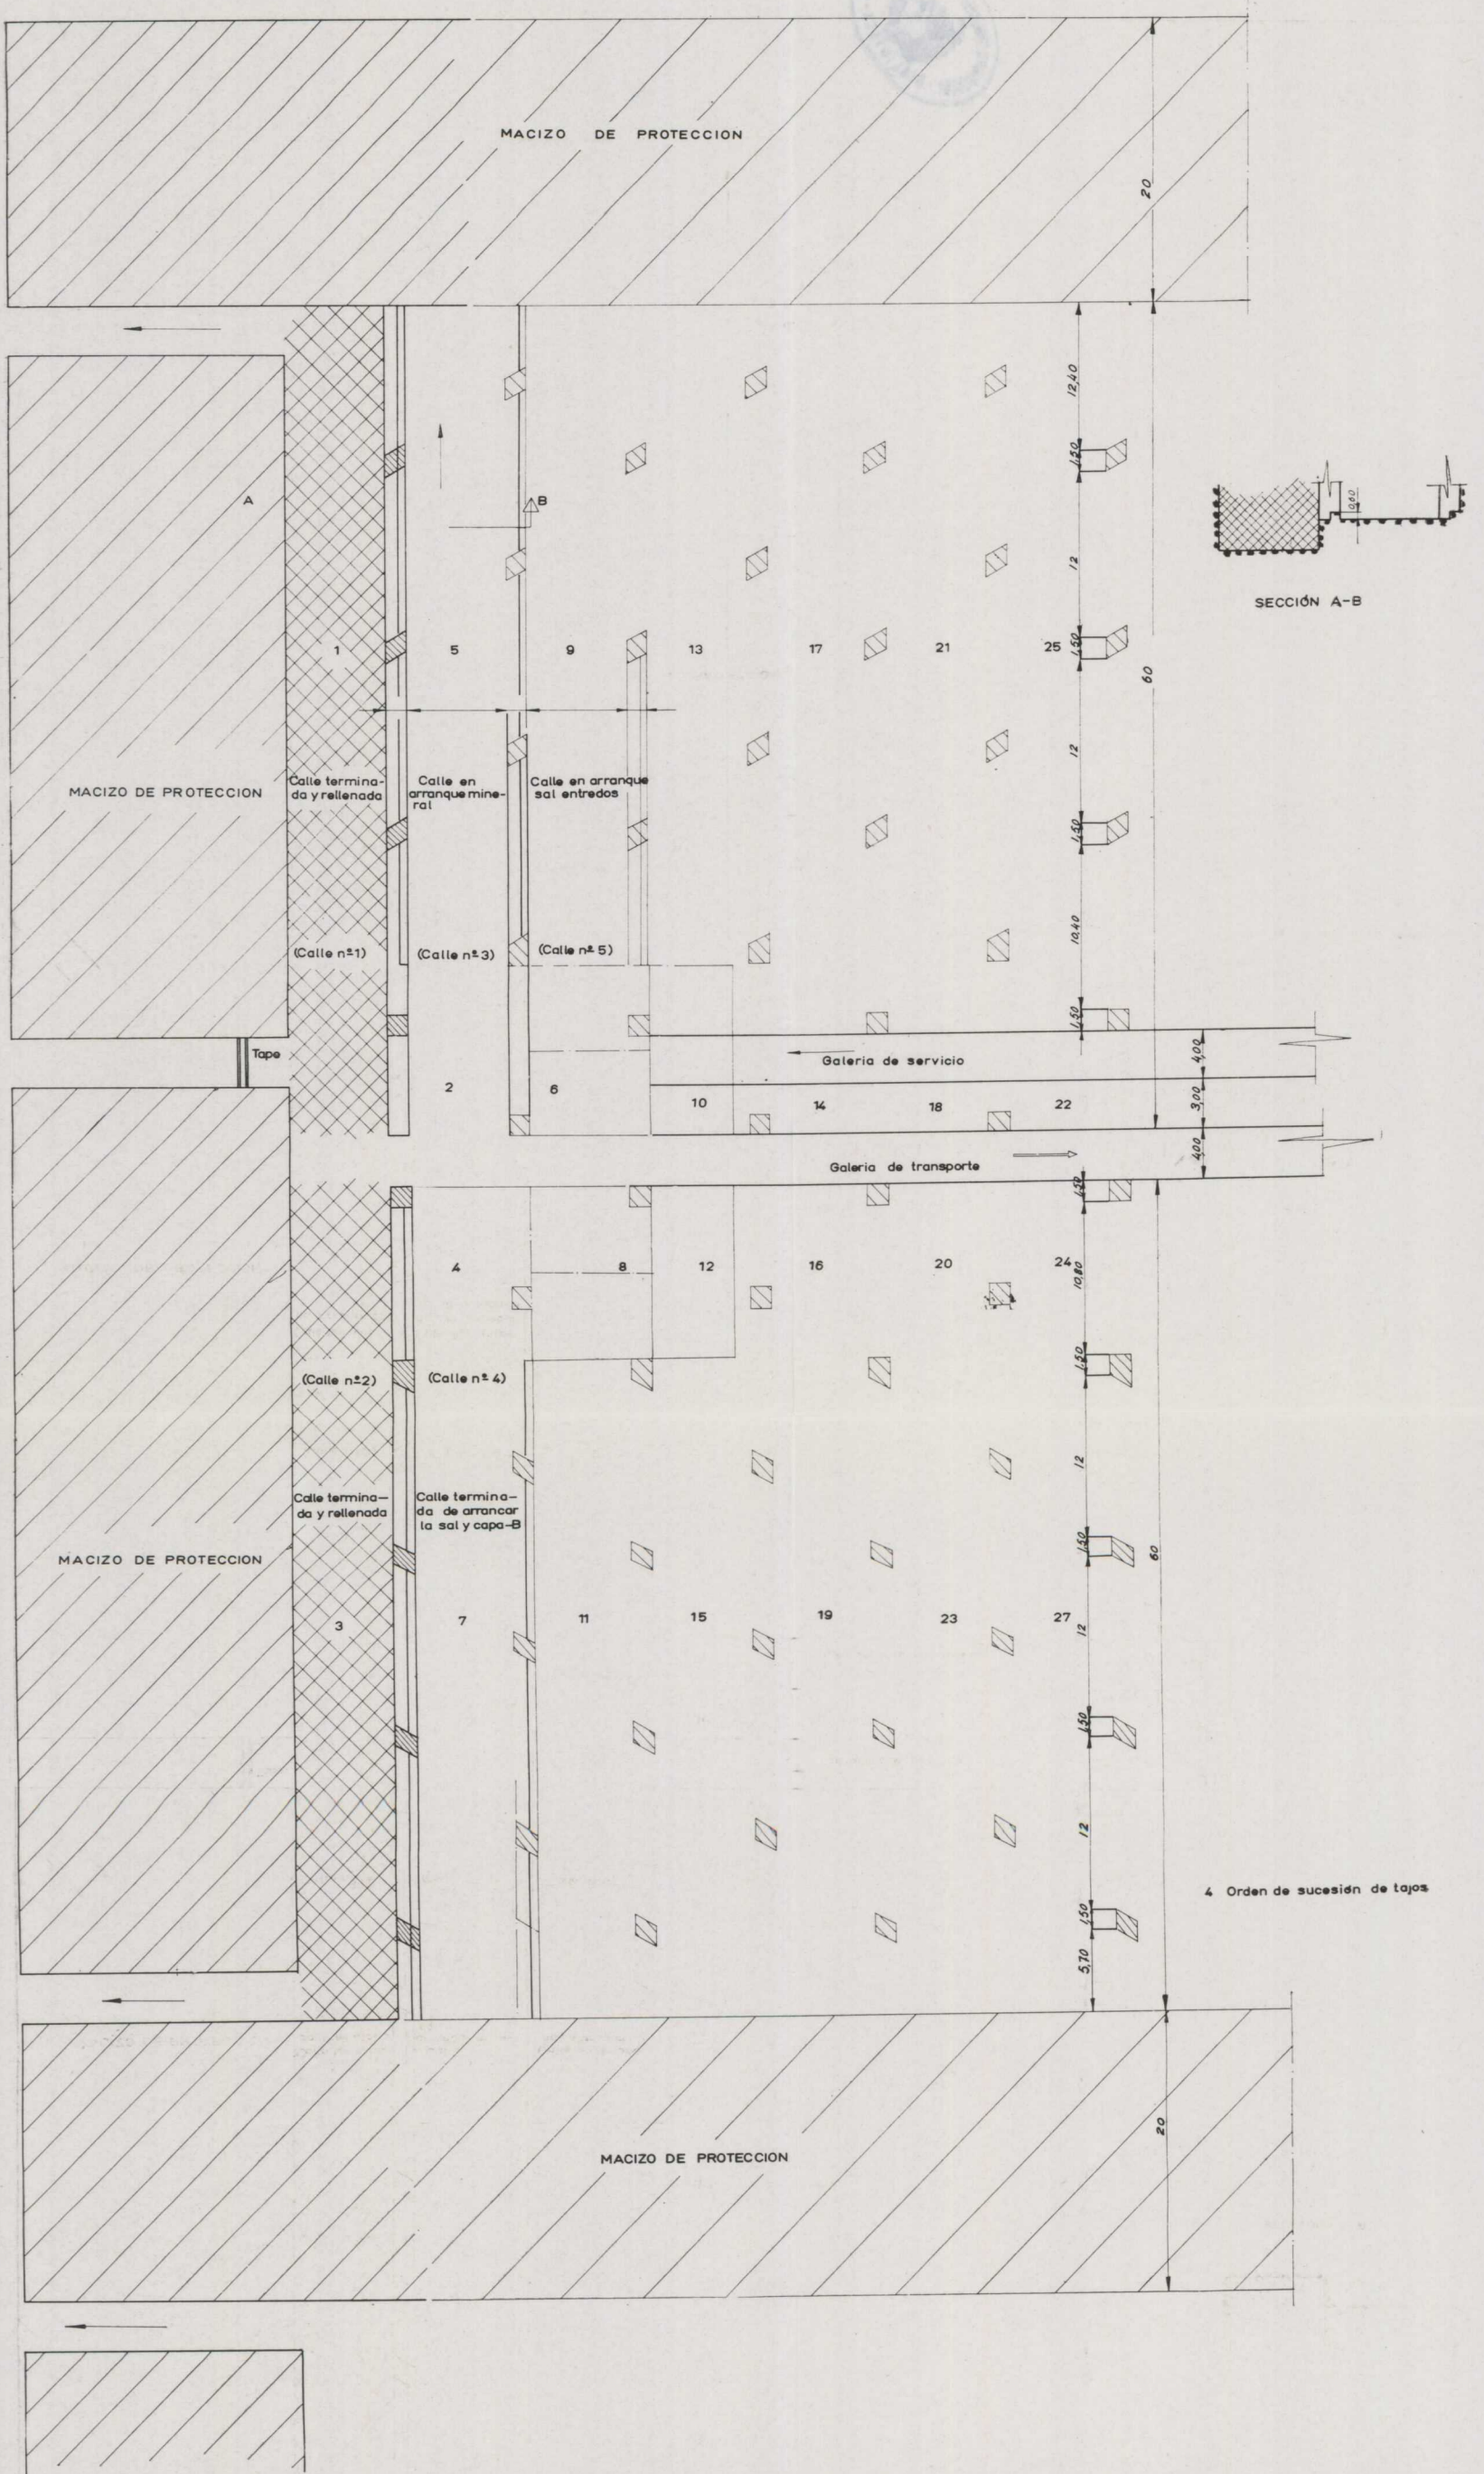 MACIZO DE PROTECCION
20
12,40
A
B
1,50
0,60
12
SECCIÓN A-B
1
5
9
13
17
21
25
1,50
60
12
MACIZO DE PROTECCION
Calle termina-
da y rellenada
Calle en
arranque mine-
ral
Calle en arranque
sal entredos
1,50
10,40
(Calle nº1)
(Calle nº 3)
(Calle nº 5)
1,50
Tape
Galeria de servicio
4,00
2
6
10
14
18
22
3,00
Galeria de transporte
4,00
1,50
4
8
12
16
20
24
10,80
(Calle nº2)
(Calle nº 4)
1,50
12
Calle termina-
da y rellenada
Calle termina-
da de arrancar
la sal y capa-B
MACIZO DE PROTECCION
1,50
60
3
7
11
15
19
23
27
12
1,50
12
4 Orden de sucesión de tajos
1,50
5,70
20
MACIZO DE PROTECCION